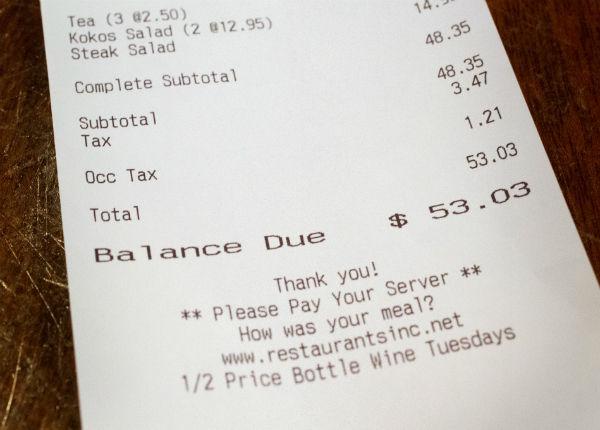 Tea (3 @2.50)
Kokos Salad (2 @12.95)
Steak Salad
Complete Subtotal 48.35
Subtotal 48.35
Tax 3.47
Occ Tax 1.21
Total 53.03
Balance Due $ 53.03
Thank you!
** Please Pay Your Server **
How was your meal?
www.restaurantsinc.net
1/2 Price Bottle Wine Tuesdays